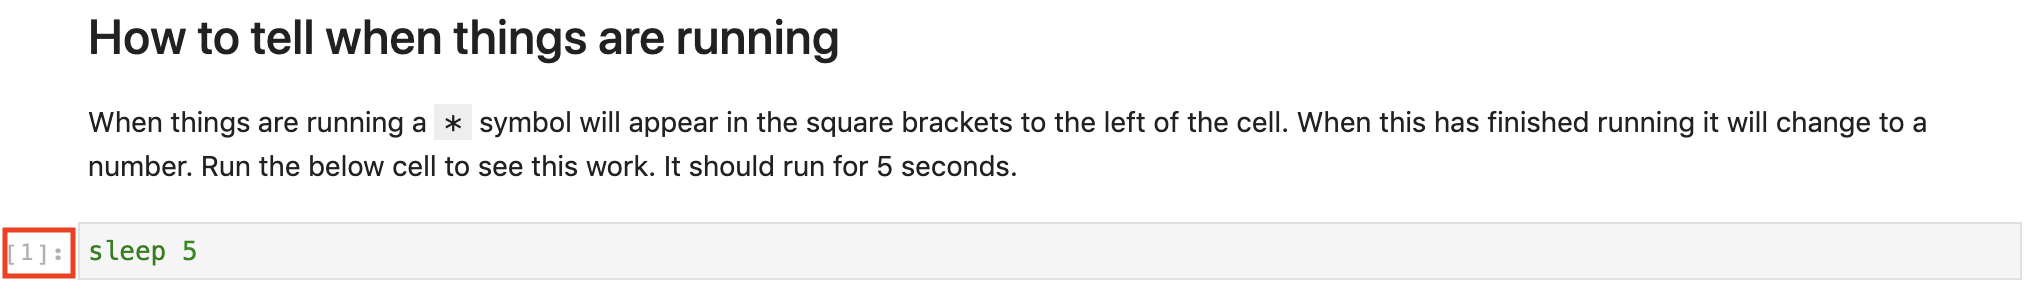 How to tell when things are running
When things are running a * symbol will appear in the square brackets to the left of the cell. When this has finished running it will change to a
number. Run the below cell to see this work. It should run for 5 seconds.
[1]: sleep 5